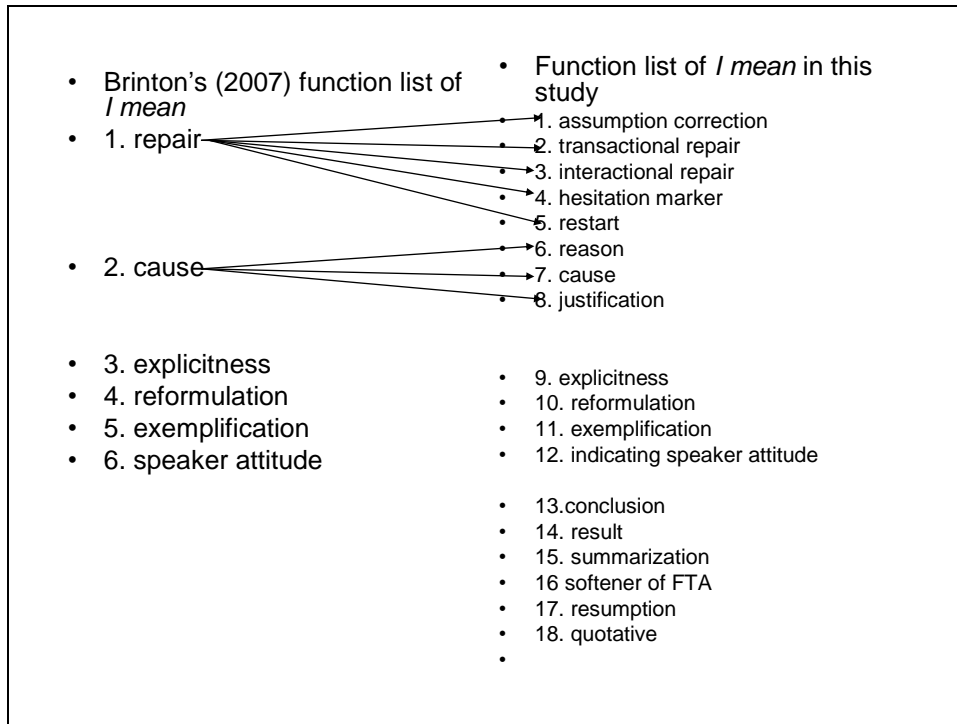 • Brinton's (2007) function list of
I mean
• 1. repair
• 2. cause
• 3. explicitness
• 4. reformulation
• 5. exemplification
• 6. speaker attitude
• Function list of I mean in this
study
• 1. assumption correction
• 2. transactional repair
• 3. interactional repair
• 4. hesitation marker
• 5. restart
• 6. reason
• 7. cause
• 8. justification
• 9. explicitness
• 10. reformulation
• 11. exemplification
• 12. indicating speaker attitude
• 13.conclusion
• 14. result
• 15. summarization
• 16 softener of FTA
• 17. resumption
• 18. quotative
•